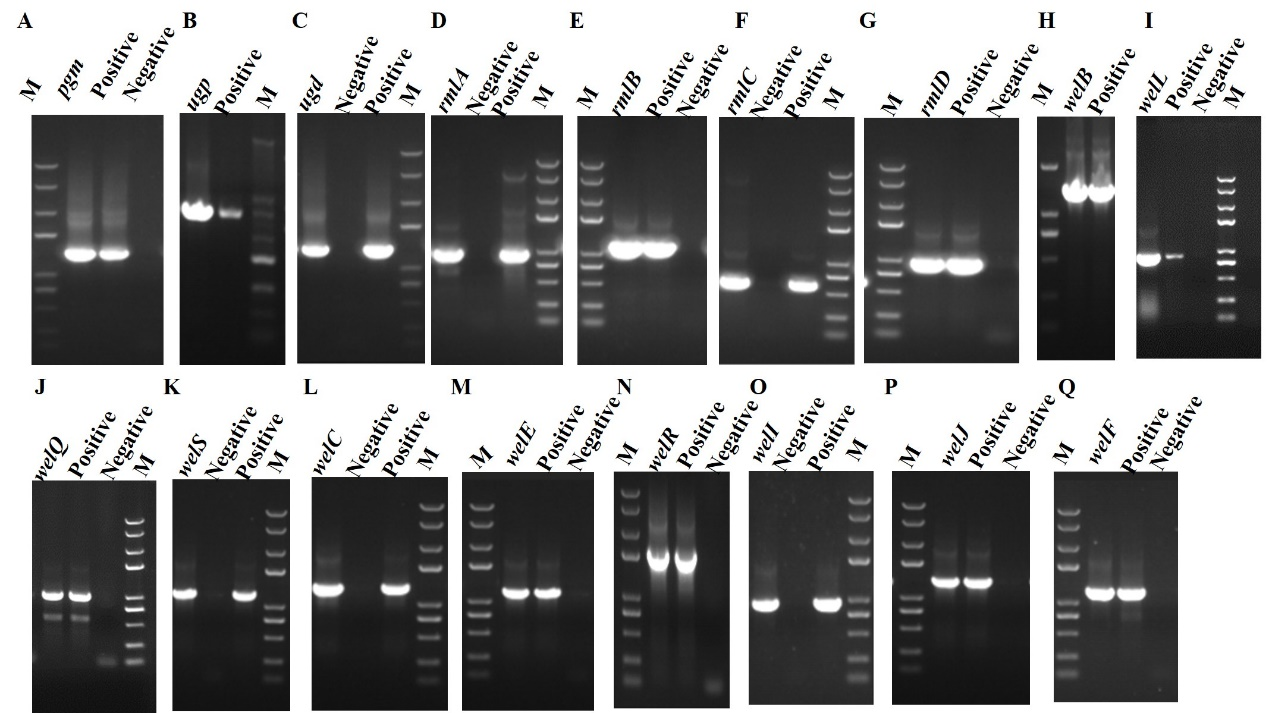 A
M
pgm
Positive
Negative
B
ugp
Positive
M
C
ugd
Negative
Positive
M
D
rmlA
Negative
Positive
M
E
M
rmlB
Positive
Negative
F
rmlC
Negative
Positive
M
G
M
rmlD
Positive
Negative
H
M
welB
Positive
I
welL
Positive
Negative
M
J
welQ
Positive
Negative
M
K
welS
Negative
Positive
M
L
welC
Negative
Positive
M
M
M
welE
Positive
Negative
N
M
welR
Positive
Negative
O
welI
Negative
Positive
M
P
M
welJ
Positive
Negative
Q
M
welF
Positive
Negative